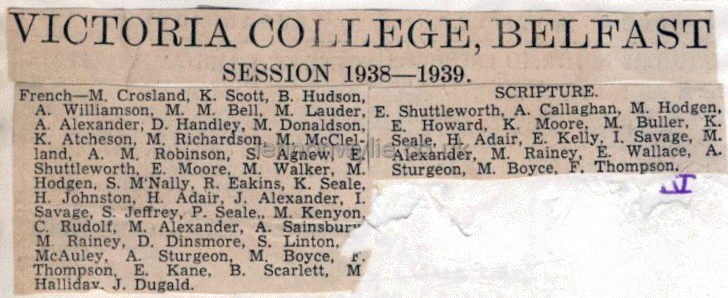 VICTORIA COLLEGE, BELFAST
SESSION 1938—1939.
French—M. Crosland, K. Scott, B. Hudson,
A. Williamson, M. M. Bell, M. Lauder,
A. Alexander, D. Handley, M. Donaldson,
K. Atcheson, M. Richardson, M. McClel-
land, A. M. Robinson, S. Agnew,
Shuttleworth, E. Moore, M. Walker, M.
Hodgen, S. M'Nally, R. Eakins, K. Seale,
H. Johnston, H. Adair, J. Alexander, I.
Savage, S. Jeffrey, P. Seale,, M. Kenyon,
C. Rudolf, M. Alexander, A. Sainsbury,
M. Rainey, D. Dinsmore, S. Linton,
McAuley, A. Sturgeon, M. Boyce, F.
Thompson, E. Kane, B. Scarlett, M
Halliday, J. Dugald.
SCRIPTURE.
E. Shuttleworth, A. Callaghan, M. Hodgen,
E. Howard, K. Moore, M. Buller, K.
Seale, H. Adair, E. Kelly, I. Savage, M.
Alexander, M. Rainey, E. Wallace, A.
Sturgeon, M. Boyce, F. Thompson.